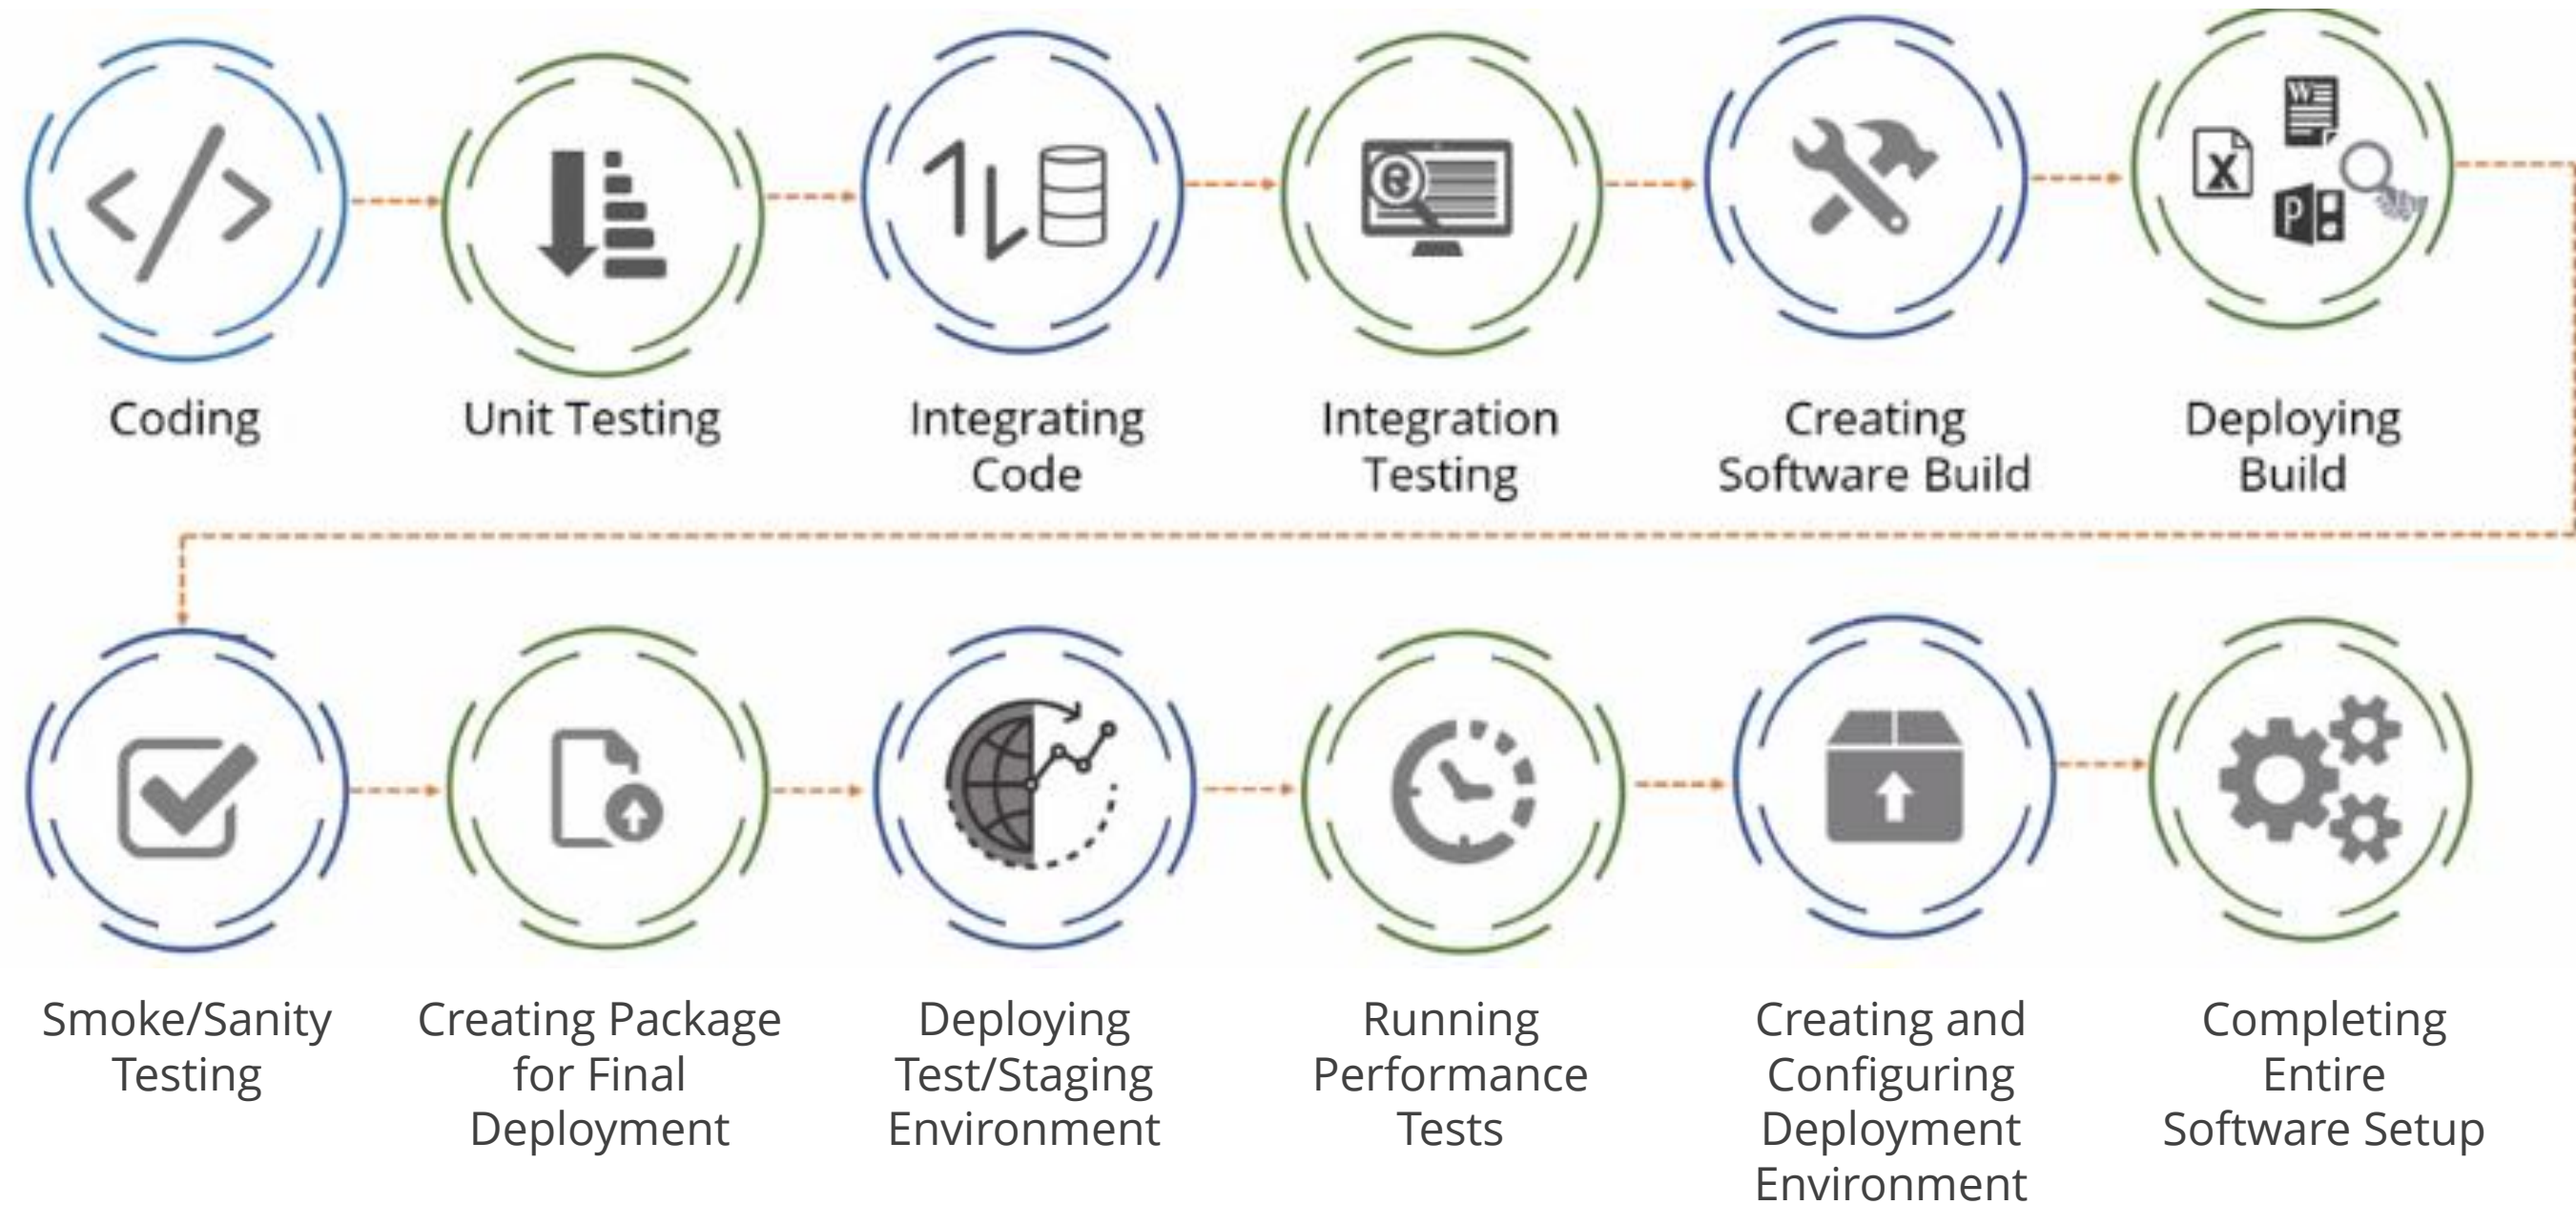 Coding
Unit Testing
Integrating
Code
Integration
Testing
Creating
Software Build
Deploying
Build
W
X
P
e
Smoke/Sanity
Testing
Creating Package
for Final
Deployment
Deploying
Test/Staging
Environment
Running
Performance
Tests
Creating and
Configuring
Deployment
Environment
Completing
Entire
Software Setup